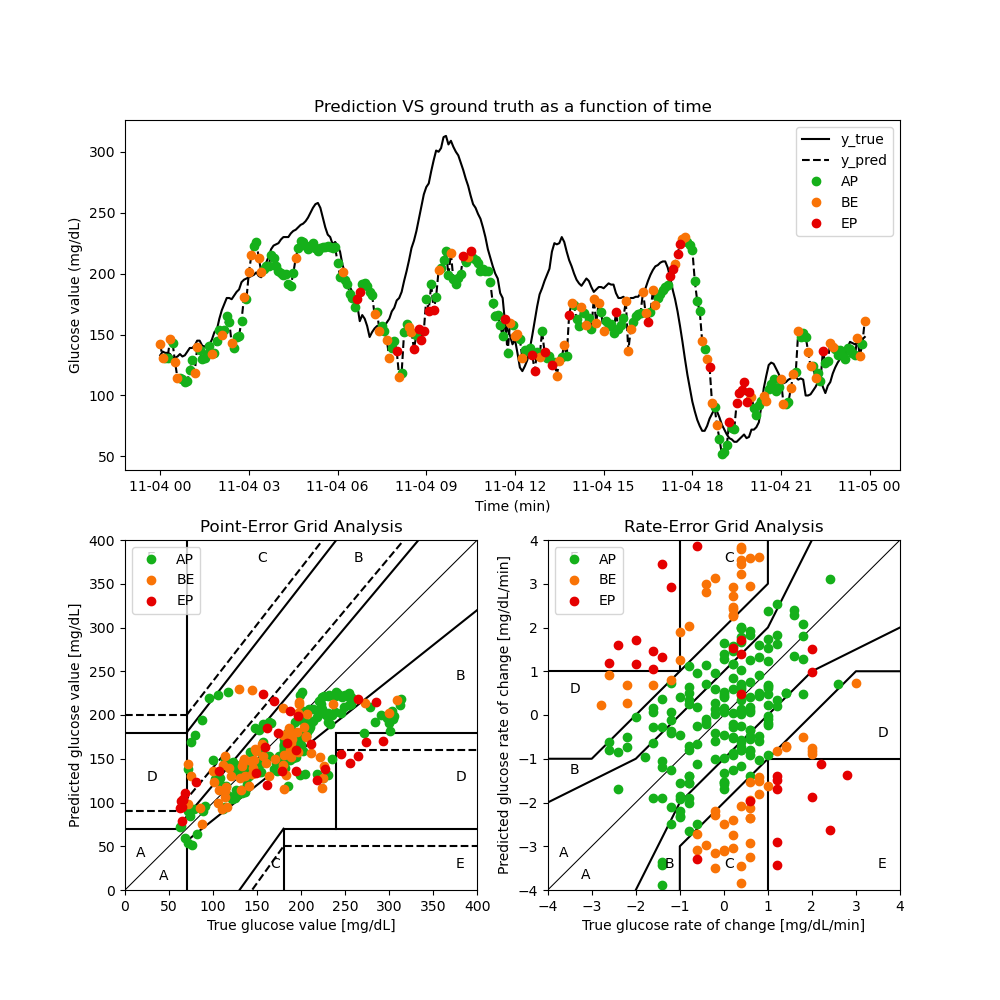 Prediction VS ground truth as a function of time
Glucose value (mg/dL)
300
250
200
150
100
50
y_true
y_pred
AP
BE
EP
11-04 00 11-04 03 11-04 06 11-04 09 11-04 12 11-04 15 11-04 18 11-04 21 11-05 00
Time (min)
Point-Error Grid Analysis
Predicted glucose value [mg/dL]
400
350
300
250
200
150
100
50
0
AP
BE
EP
C
B
B
D
D
A
A
C
E
0 50 100 150 200 250 300 350 400
True glucose value [mg/dL]
Rate-Error Grid Analysis
Predicted glucose rate of change [mg/dL/min]
4
3
2
1
0
−1
−2
−3
−4
AP
BE
EP
C
D
D
B
A
A
B
C
E
−4 −3 −2 −1 0 1 2 3 4
True glucose rate of change [mg/dL/min]